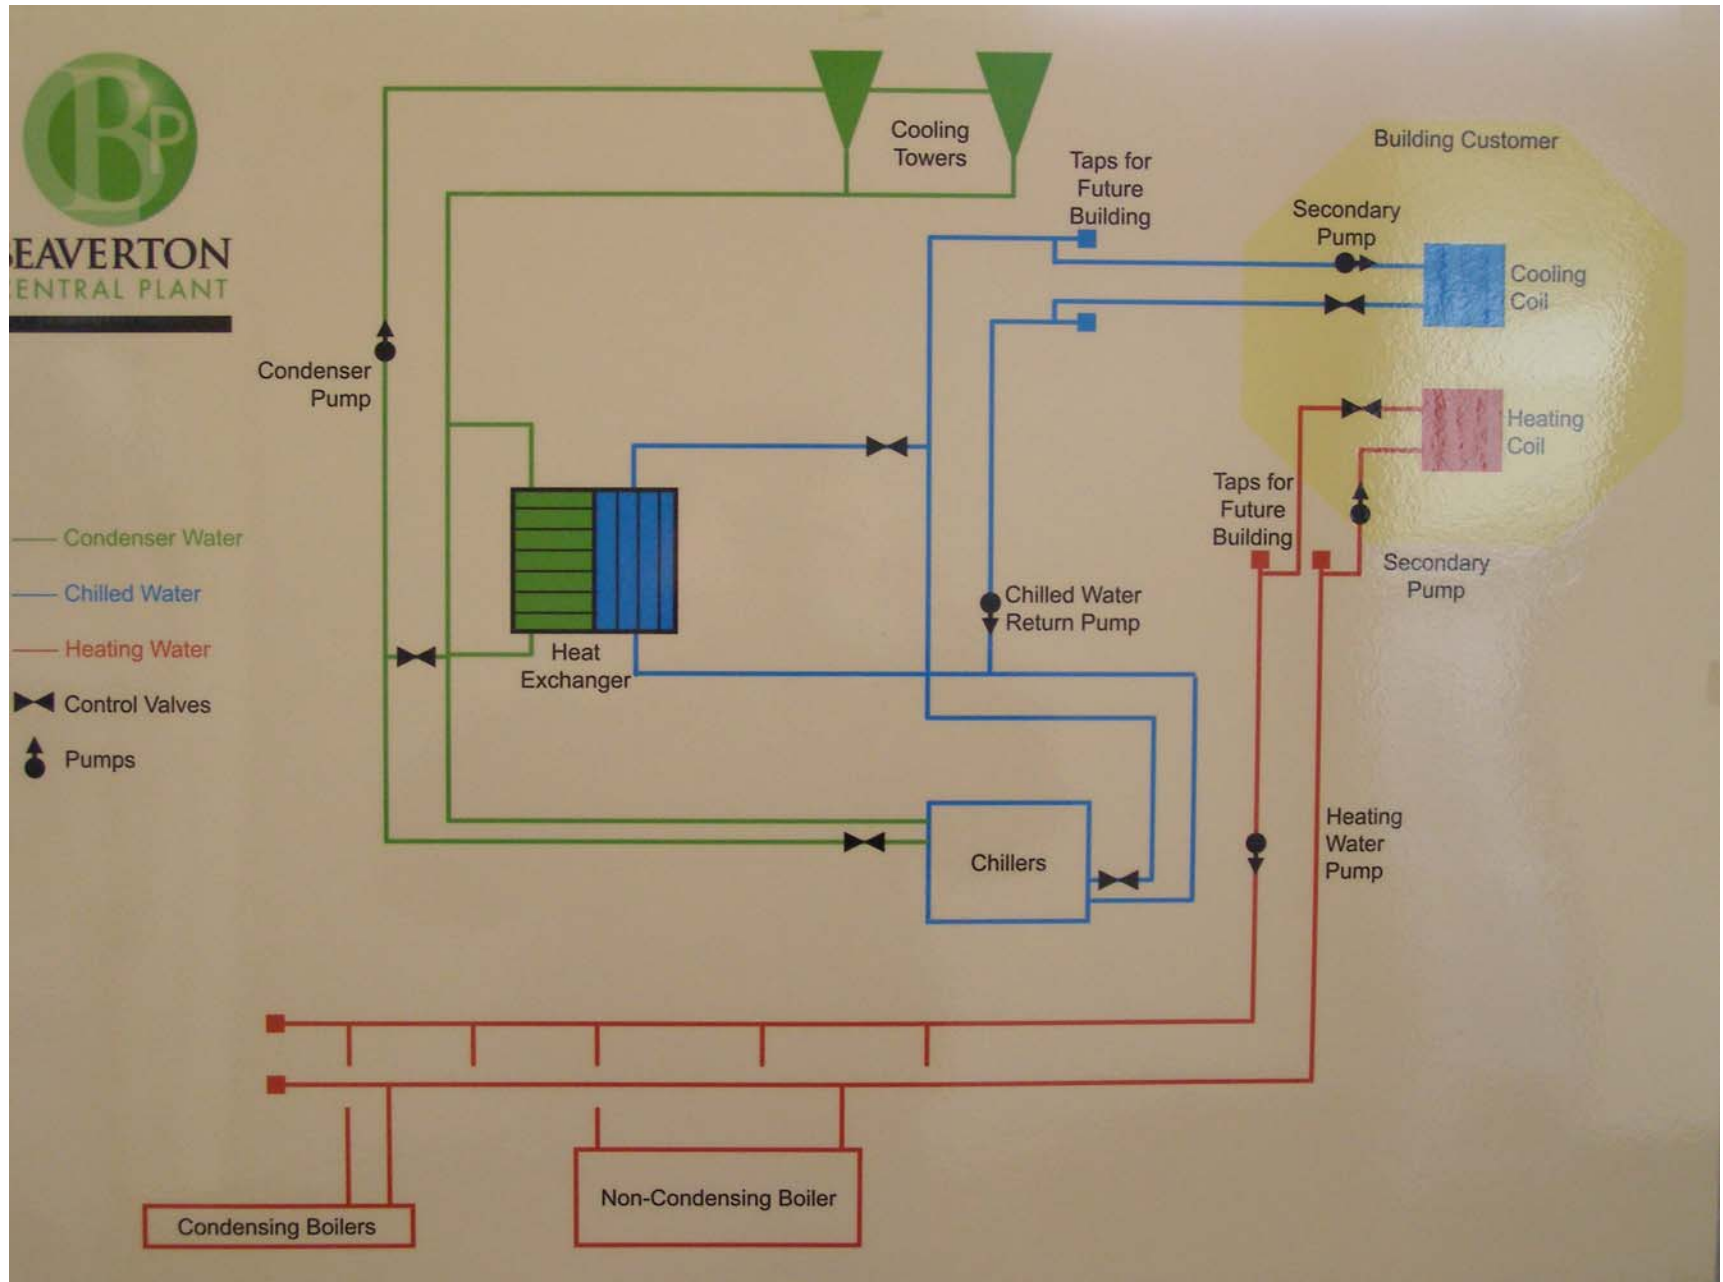 CB P
EAVERTON
ENTRAL PLANT
Cooling
Towers
Taps for
Future
Building
Building Customer
Secondary
Pump
Cooling
Coil
Condenser
Pump
Heating
Coil
Taps for
Future
Building
Condenser Water
Chilled Water
Heating Water
Control Valves
Pumps
Heat
Exchanger
Chilled Water
Return Pump
Secondary
Pump
Heating
Water
Pump
Chillers
Non-Condensing Boiler
Condensing Boilers